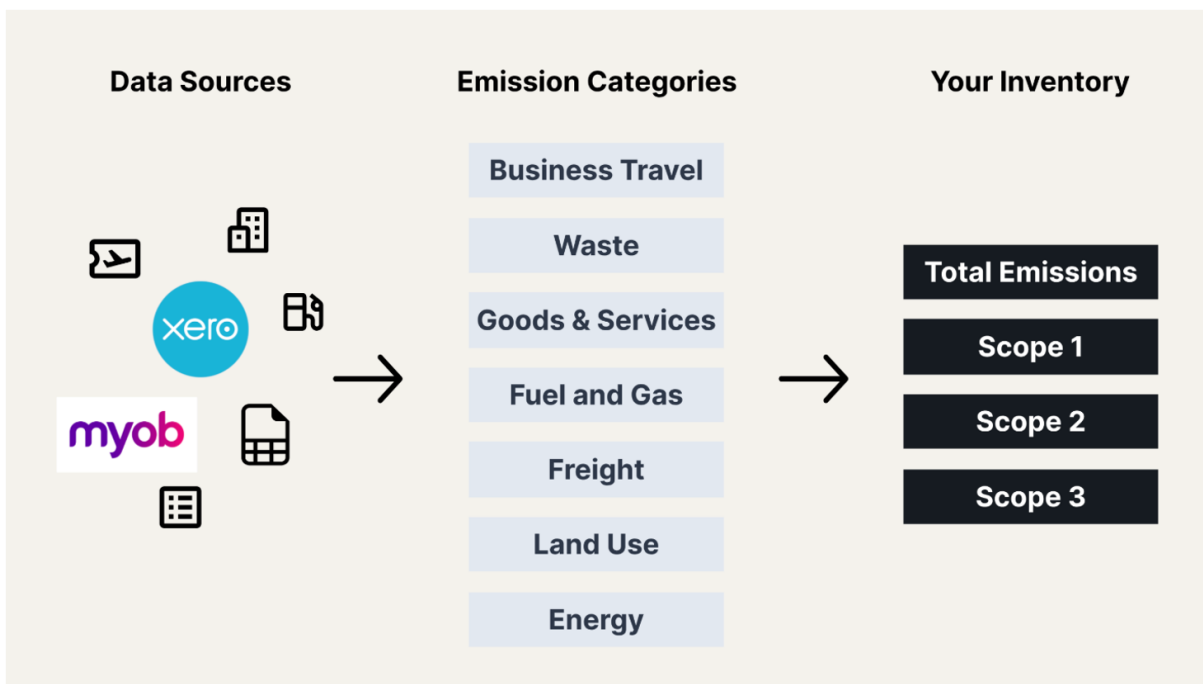 Data Sources
xero
myob
Emission Categories
Business Travel
Waste
Goods & Services
Fuel and Gas
Freight
Land Use
Energy
Your Inventory
Total Emissions
Scope 1
Scope 2
Scope 3